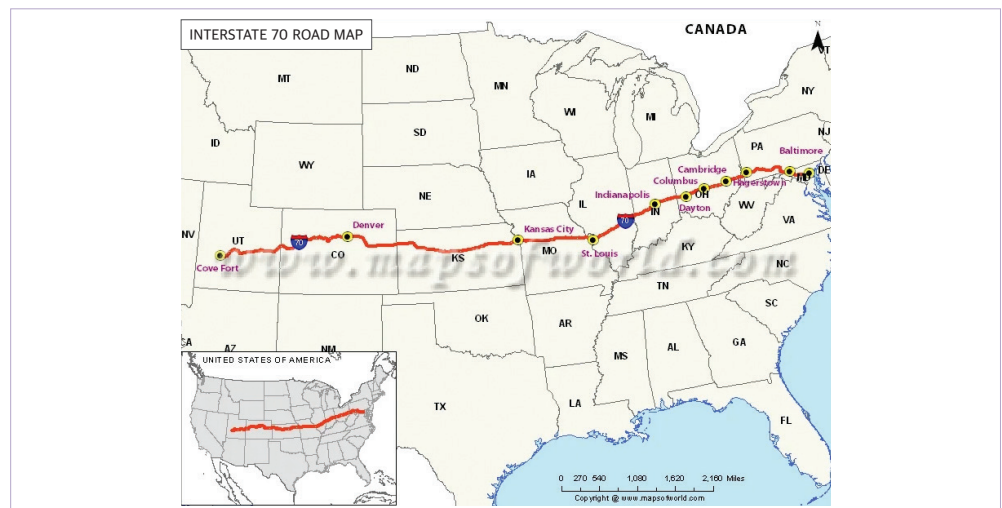 INTERSTATE 70 ROAD MAP
CANADA
N
VT
MT
ND
MN
NY
WI
MI
ID
SD
WY
PA
NJ
Baltimore
IA
Cambridge
NE
Columbus
Hagerstown
MD
DE
Indianapolis
OH
IL
IN
Dayton
WV
VA
70
NV
UT
Denver
Kansas City
70
CO
KS
MO
St. Louis
KY
Cove Fort
www.mapsofworld.com
NC
TN
SC
OK
AR
CA
AZ
NM
MS
AL
GA
UNITED STATES OF AMERICA
TX
LA
FL
0 270 540 1,080 1,620 2,160 Miles
Copyright @ www.mapsofworld.com